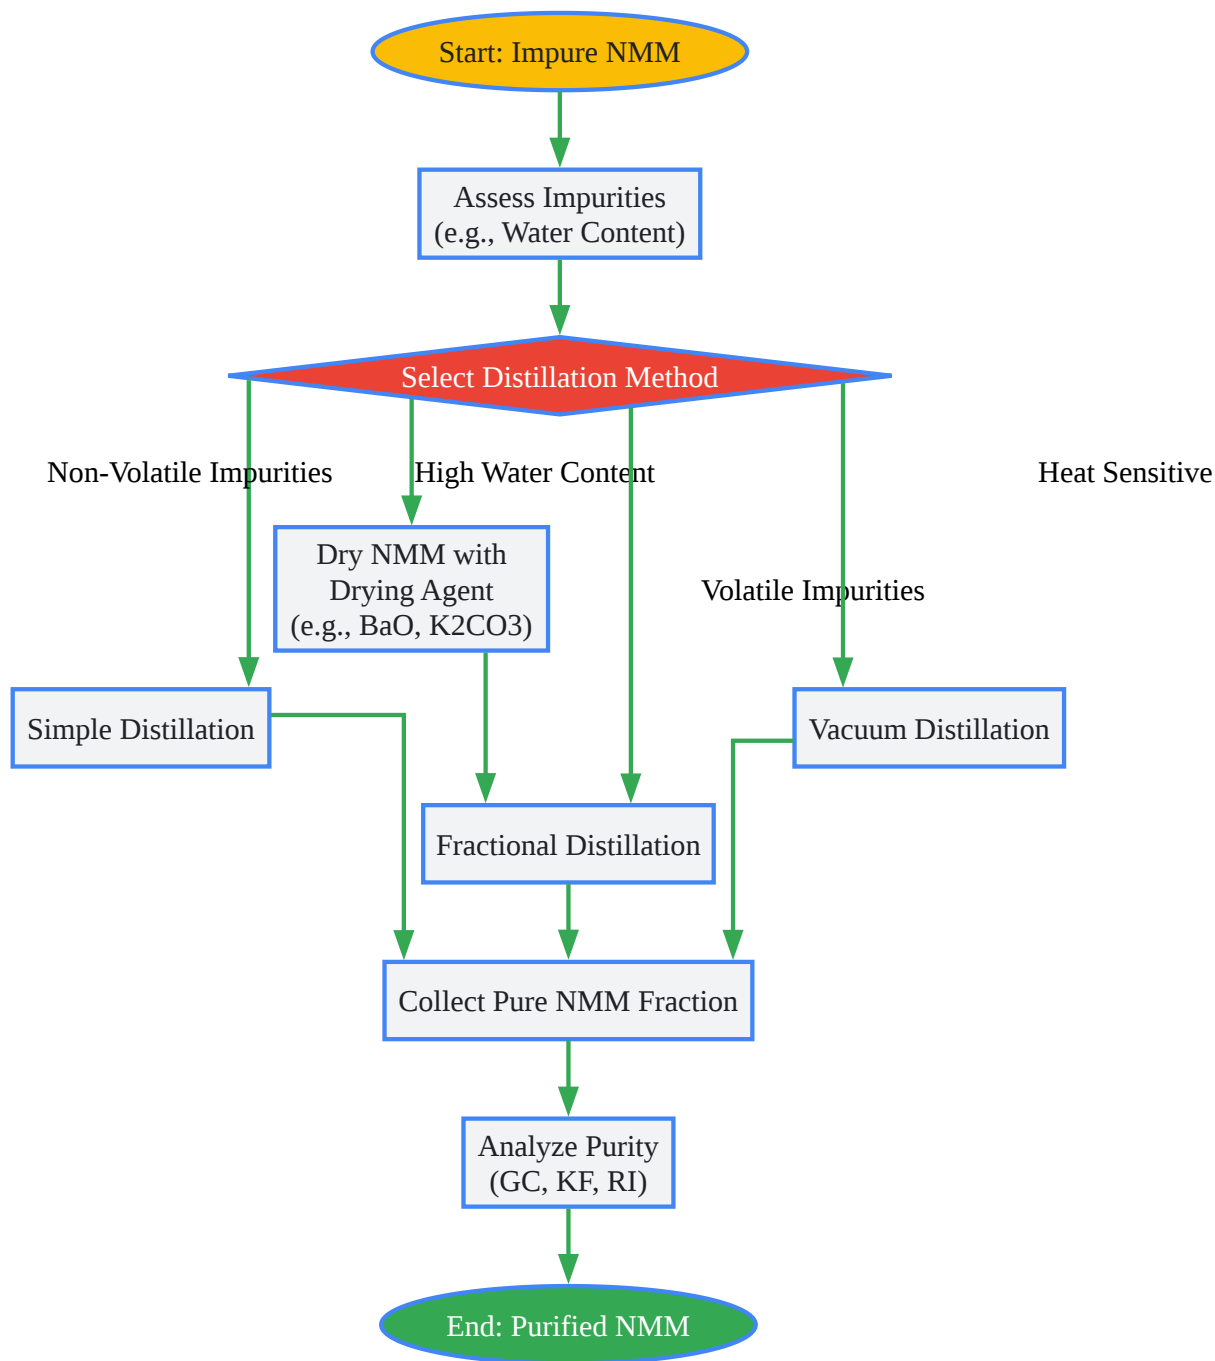 Start: Impure NMM
Assess Impurities
(e.g., Water Content)
Select Distillation Method
Non-Volatile Impurities
High Water Content
Heat Sensitive
Dry NMM with
Drying Agent
(e.g., BaO, K2CO3)
Volatile Impurities
Simple Distillation
Vacuum Distillation
Fractional Distillation
Collect Pure NMM Fraction
Analyze Purity
(GC, KF, RI)
End: Purified NMM